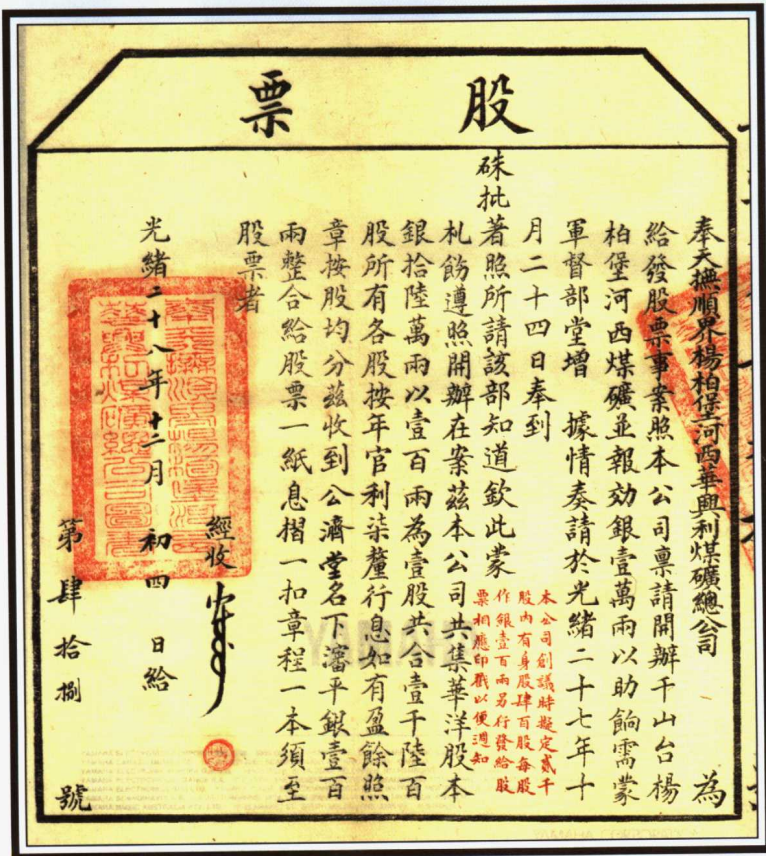 股票
奉天撫順界楊柏堡河西華興利煤礦總公司 為
給發股票事案照本公司稟請開辦千山台楊
柏堡河西煤礦並報効銀壹萬兩以助餉需蒙
軍督部堂增 據情奏請於光緒二十七年十
月二十四日奉到
硃批著照所請該部知道欽此蒙
札飭遵照開辦在案茲本公司共集華洋股本
銀拾陸萬兩以壹百兩為壹股共合壹千陸百
股所有各股按年官利柒釐行息如有盈餘照
章按股均分茲收到公濟堂名下瀋平銀壹百
兩整合給股票一紙息摺一扣章程一本須至
股票者
本公司創議時擬定貳千
股內有身股肆百股每股
作銀壹百兩另行發給股
票相應印戳以便週知
經收
光緒二十八年十二月初四日給
第肆拾捌號